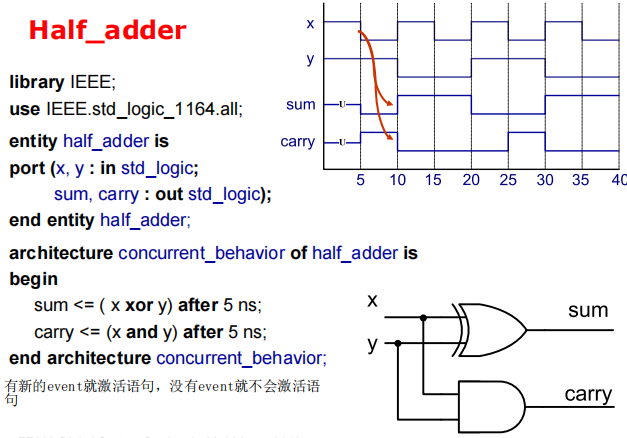 Half_adder
library IEEE;
use IEEE.std_logic_1164.all;
entity half_adder is
port (x, y : in std_logic;
sum, carry : out std_logic);
end entity half_adder;
architecture concurrent_behavior of half_adder is
begin
sum <= ( x xor y) after 5 ns;
carry <= (x and y) after 5 ns;
end architecture concurrent_behavior;
有新的event就激活语句，没有event就不会激活语
句
x
y
sum U
carry U
5 10 15 20 25 30 35 40
x
y
sum
carry